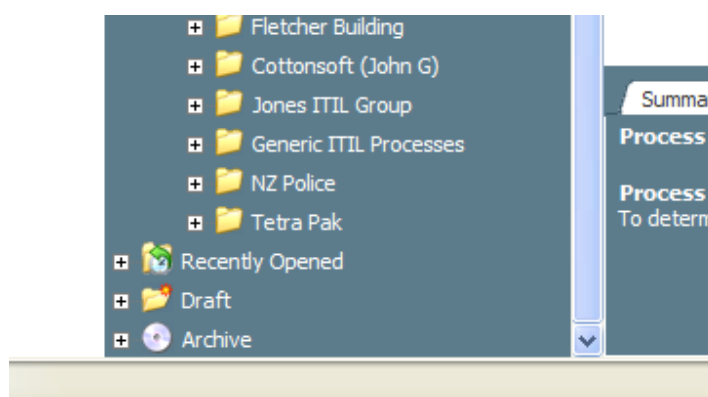 Fletcher Building
Cottonsoft (John G)
Jones ITIL Group
Generic ITIL Processes
NZ Police
Tetra Pak
Recently Opened
Draft
Archive
Summa
Process
Process
To determ